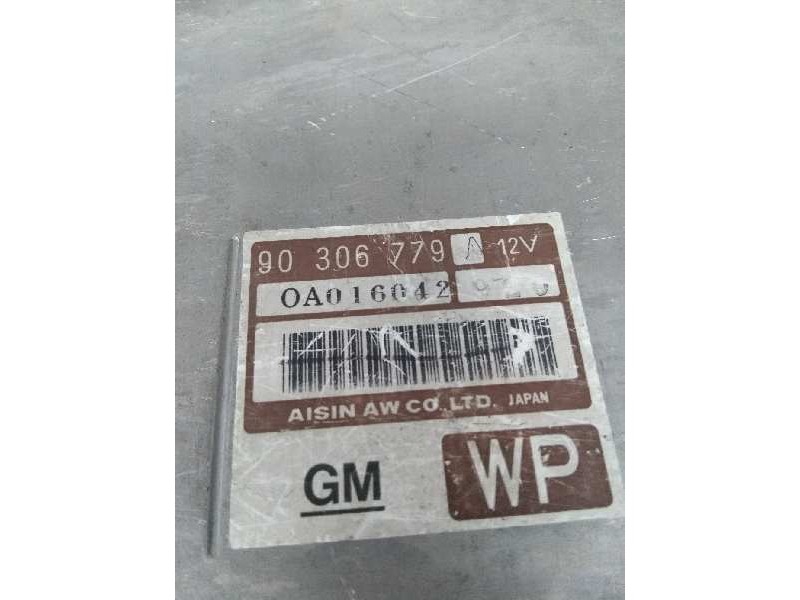 90 306 779 A 12V
OA016042
AISIN AW CO., LTD. JAPAN
GM
WP